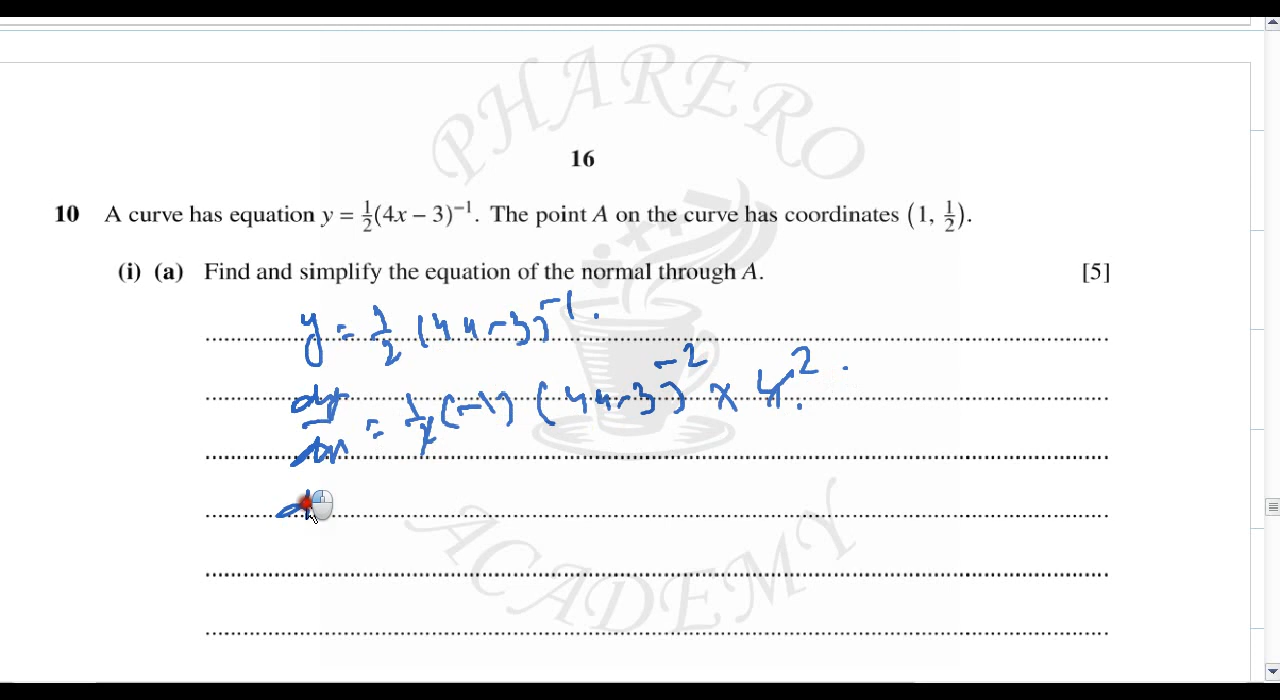 PHARERO
16
10 A curve has equation y = ½(4x − 3)⁻¹. The point A on the curve has coordinates (1, ½).
(i) (a) Find and simplify the equation of the normal through A. [5]
y = ½ (4x−3)⁻¹.
dy/dx = ½ (−1) (4x−3)⁻² × 4 2.
d
ACADEMY